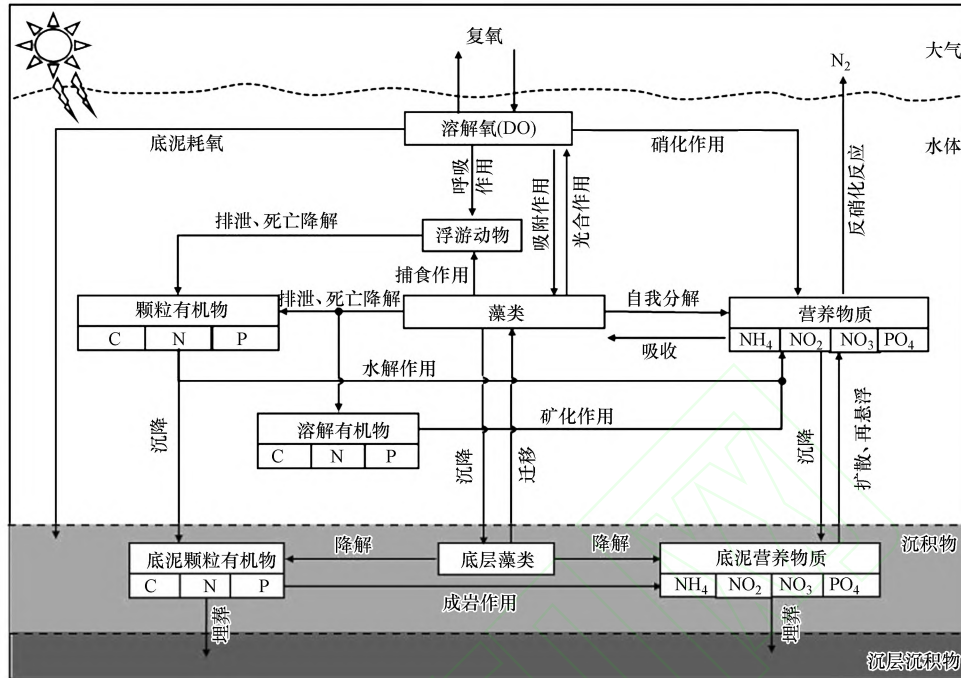 复氧
大气
N₂
溶解氧(DO)
底泥耗氧
硝化作用
水体
呼吸作用
吸附作用
光合作用
反硝化反应
排泄、死亡降解
浮游动物
捕食作用
颗粒有机物
C N P
排泄、死亡降解
藻类
自我分解
营养物质
NH₄ NO₂ NO₃ PO₄
吸收
水解作用
溶解有机物
C N P
矿化作用
沉降
沉降
迁移
沉降
扩散、再悬浮
沉积物
底泥颗粒有机物
C N P
降解
底层藻类
降解
底泥营养物质
NH₄ NO₂ NO₃ PO₄
成岩作用
埋葬
埋葬
沉层沉积物